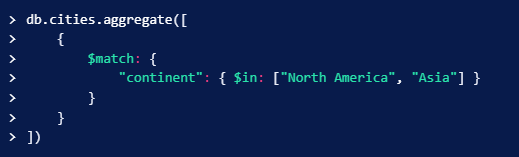 > db.cities.aggregate([
>     {
>         $match: {
>             "continent": { $in: ["North America", "Asia"] }
>         }
>     }
> ])